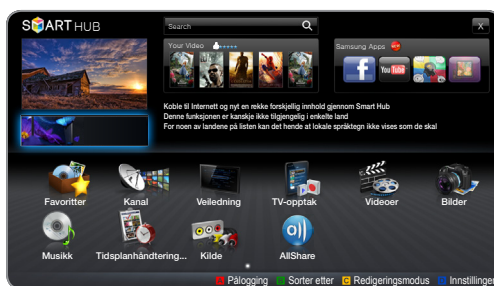 SMART HUB
Search
X
Your Video
Samsung Apps
You Tube
Koble til Internett og nyt en rekke forskjellig innhold gjennom Smart Hub
Denne funksjonen er kanskje ikke tilgjengelig i enkelte land
For noen av landene på listen kan det hende at lokale språktegn ikke vises som de skal
Favoritter
Kanal
Veiledning
TV-opptak
Videoer
Bilder
Musikk
Tidsplanhåndtering...
Kilde
AllShare
A Pålogging B Sorter etter C Redigeringsmodus D Innstillinger